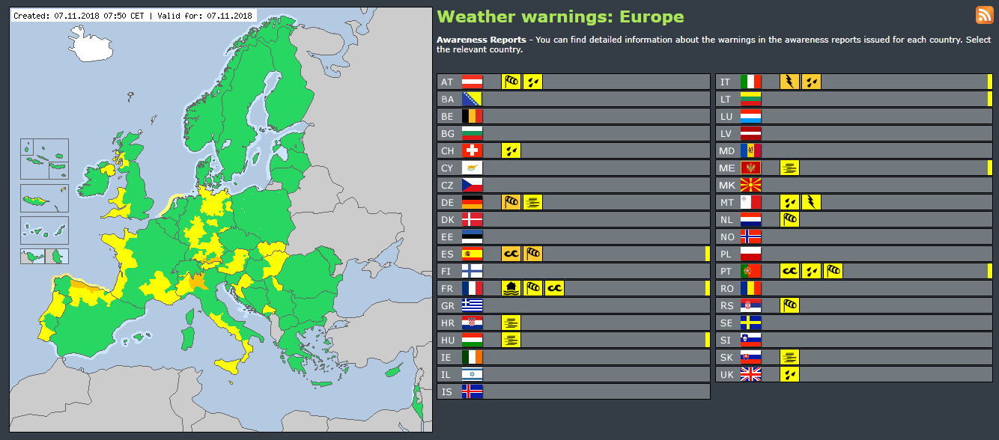 Created: 07.11.2018 07:50 CET | Valid for: 07.11.2018
Weather warnings: Europe
Awareness Reports - You can find detailed information about the warnings in the awareness reports issued for each country. Select
the relevant country.
AT
BA
BE
BG
CH
CY
CZ
DE
DK
EE
ES
FI
FR
GR
HR
HU
IE
IL
IS
IT
LT
LU
LV
MD
ME
MK
MT
NL
NO
PL
PT
RO
RS
SE
SI
SK
UK